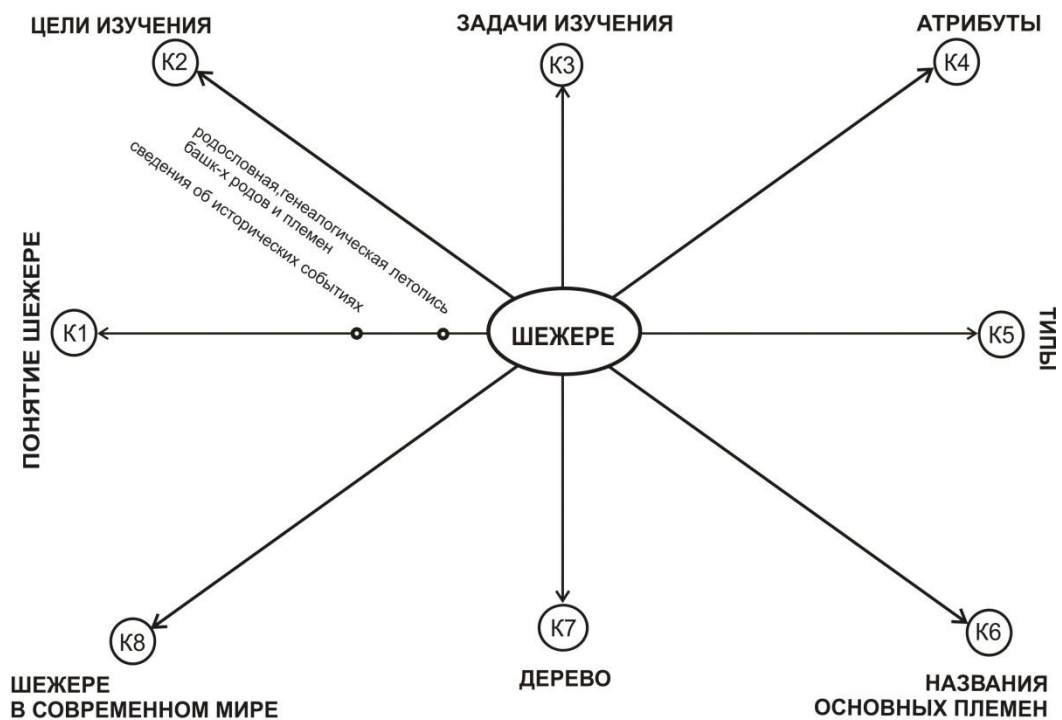 ЦЕЛИ ИЗУЧЕНИЯ
К2
ЗАДАЧИ ИЗУЧЕНИЯ
К3
АТРИБУТЫ
К4
родословная,генеалогическая летопись
башк-х родов и племен
сведения об исторических событиях
ПОНЯТИЕ ШЕЖЕРЕ
К1
ШЕЖЕРЕ
К5
ТИПЫ
К8
ШЕЖЕРЕ
В СОВРЕМЕННОМ МИРЕ
К7
ДЕРЕВО
К6
НАЗВАНИЯ
ОСНОВНЫХ ПЛЕМЕН